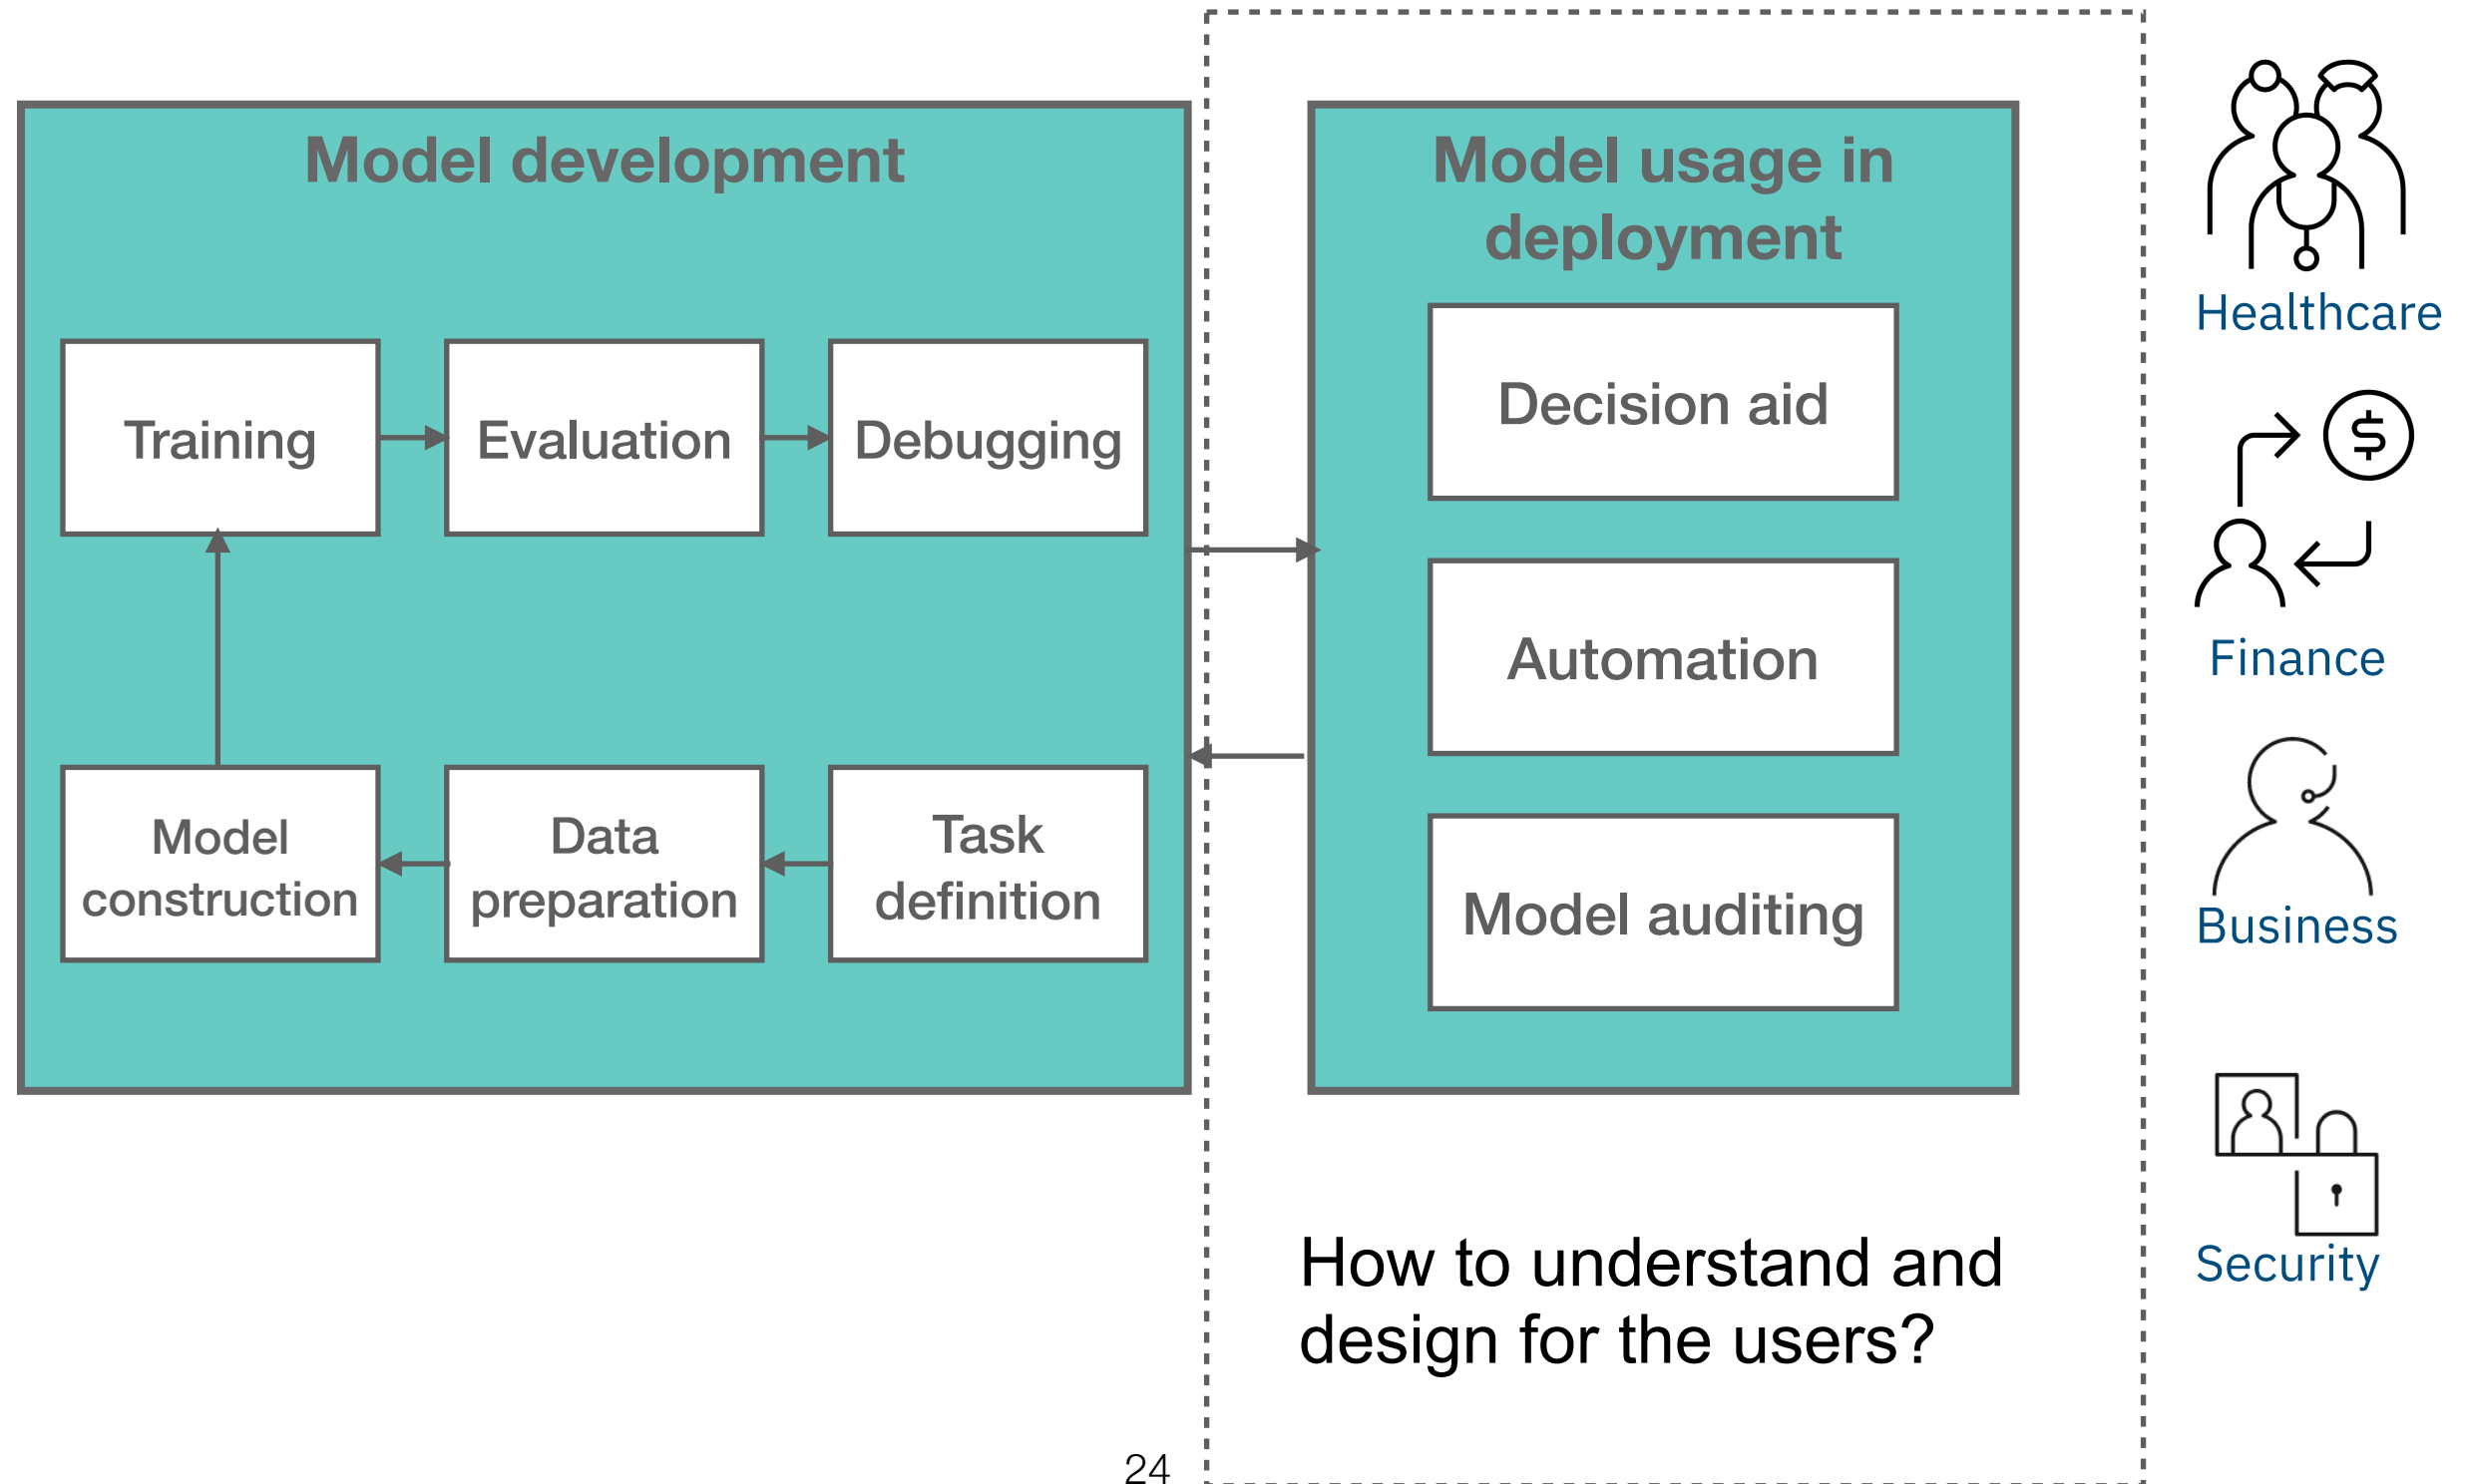 Model development
Training
Evaluation
Debugging
Model
construction
Data
preparation
Task
definition
Model usage in
deployment
Decision aid
Automation
Model auditing
How to understand and
design for the users?
Healthcare
Finance
Business
Security
24